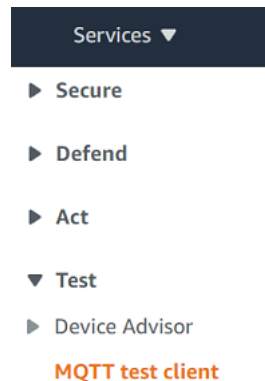 Services ▼
Secure
Defend
Act
Test
Device Advisor
MQTT test client